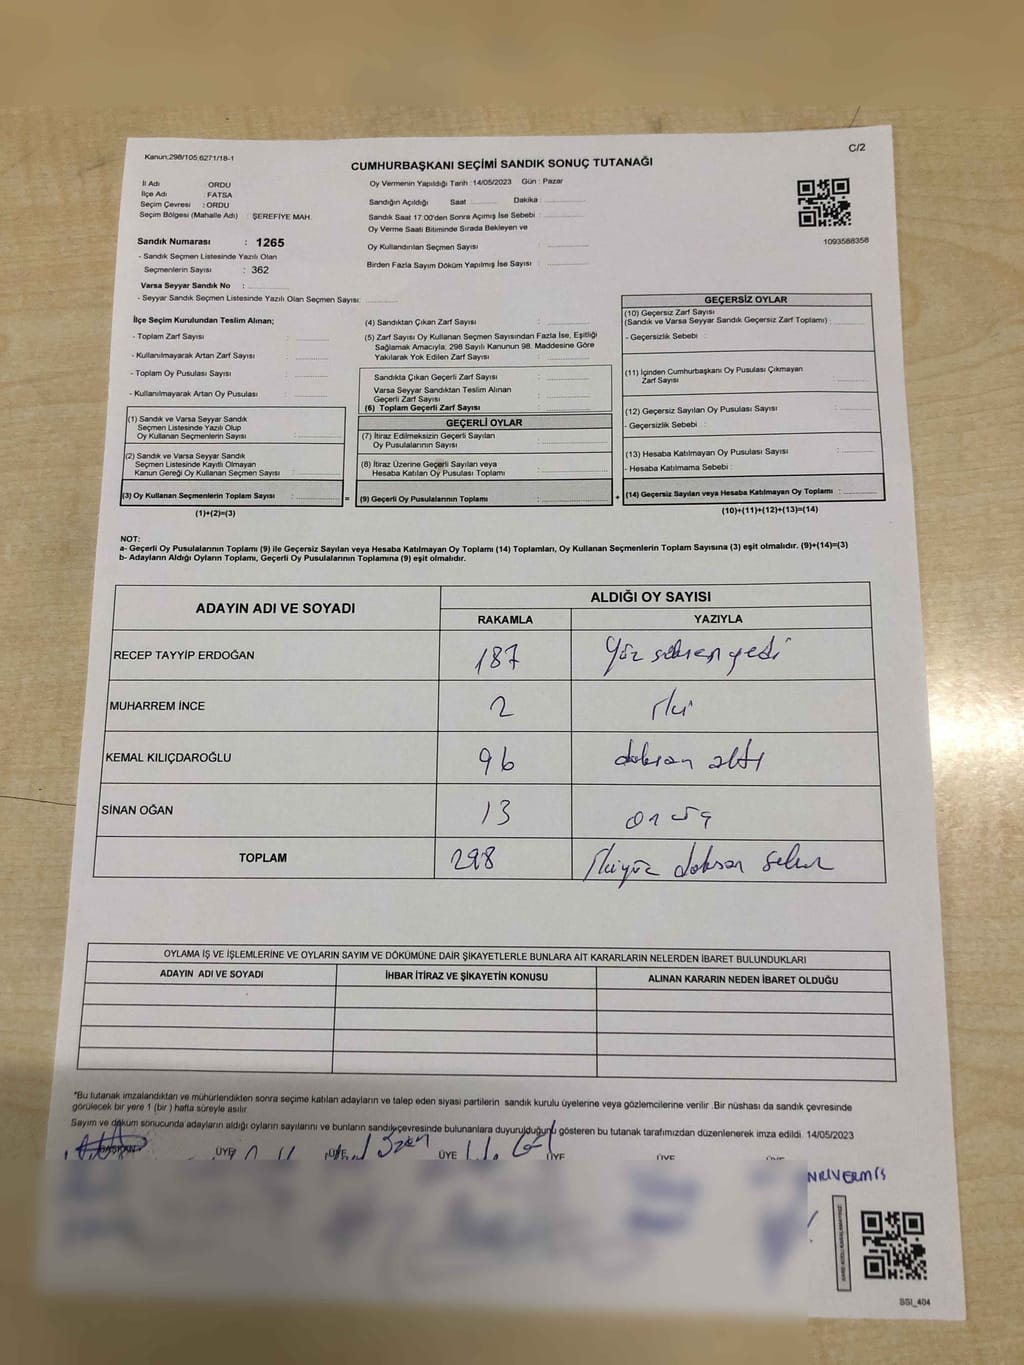 Kanun;298/105;6271/18-1
C/2
CUMHURBAŞKANI SEÇİMİ SANDIK SONUÇ TUTANAĞI
İl Adı ORDU
İlçe Adı : FATSA
Seçim Çevresi : ORDU
Seçim Bölgesi (Mahalle Adı) : ŞEREFİYE MAH.
Sandık Numarası : 1265
- Sandık Seçmen Listesinde Yazılı Olan
Seçmenlerin Sayısı : 362
Varsa Seyyar Sandık No :
- Seyyar Sandık Seçmen Listesinde Yazılı Olan Seçmen Sayısı:
Oy Vermenin Yapıldığı Tarih : 14/05/2023 Gün : Pazar
Sandığın Açıldığı Saat : Dakika :
Sandık Saat 17:00'den Sonra Açımış İse Sebebi :
Oy Verme Saati Bitiminde Sırada Bekleyen ve
Oy Kullandırılan Seçmen Sayısı :
Birden Fazla Sayım Döküm Yapılmış İse Sayısı :
1093588358
İlçe Seçim Kurulundan Teslim Alınan;
- Toplam Zarf Sayısı :
- Kullanılmayarak Artan Zarf Sayısı :
- Toplam Oy Pusulası Sayısı :
- Kullanılmayarak Artan Oy Pusulası :
(4) Sandıktan Çıkan Zarf Sayısı :
(5) Zarf Sayısı Oy Kullanan Seçmen Sayısından Fazla İse, Eşitliği
Sağlamak Amacıyla, 298 Sayılı Kanunun 98. Maddesine Göre
Yakılarak Yok Edilen Zarf Sayısı :
Sandıkta Çıkan Geçerli Zarf Sayısı :
Varsa Seyyar Sandıktan Teslim Alınan
Geçerli Zarf Sayısı :
(6) Toplam Geçerli Zarf Sayısı :
GEÇERSİZ OYLAR
(10) Geçersiz Zarf Sayısı
(Sandık ve Varsa Seyyar Sandık Geçersiz Zarf Toplamı) :
- Geçersizlik Sebebi :
(11) İçinden Cumhurbaşkanı Oy Pusulası Çıkmayan
Zarf Sayısı :
(12) Geçersiz Sayılan Oy Pusulası Sayısı :
- Geçersizlik Sebebi :
(13) Hesaba Katılmayan Oy Pusulası Sayısı :
- Hesaba Katılmama Sebebi :
(14) Geçersiz Sayılan veya Hesaba Katılmayan Oy Toplamı :
(10)+(11)+(12)+(13)=(14)
(1) Sandık ve Varsa Seyyar Sandık
Seçmen Listesinde Yazılı Olup
Oy Kullanan Seçmenlerin Sayısı :
(2) Sandık ve Varsa Seyyar Sandık
Seçmen Listesinde Kayıtlı Olmayan
Kanun Gereği Oy Kullanan Seçmen Sayısı :
(3) Oy Kullanan Seçmenlerin Toplam Sayısı :
=
(1)+(2)=(3)
GEÇERLİ OYLAR
(7) İtiraz Edilmeksizin Geçerli Sayılan
Oy Pusulalarının Sayısı :
(8) İtiraz Üzerine Geçerli Sayılan veya
Hesaba Katılan Oy Pusulası Toplamı :
(9) Geçerli Oy Pusulalarının Toplamı :
+
NOT:
a- Geçerli Oy Pusulalarının Toplamı (9) ile Geçersiz Sayılan veya Hesaba Katılmayan Oy Toplamı (14) Toplamları, Oy Kullanan Seçmenlerin Toplam Sayısına (3) eşit olmalıdır. (9)+(14)=(3)
b- Adayların Aldığı Oyların Toplamı, Geçerli Oy Pusulalarının Toplamına (9) eşit olmalıdır.
ADAYIN ADI VE SOYADI
ALDIĞI OY SAYISI
RAKAMLA YAZIYLA
RECEP TAYYİP ERDOĞAN 187 Yüz seksen yedi
MUHARREM İNCE 2 iki
KEMAL KILIÇDAROĞLU 96 doksan altı
SİNAN OĞAN 13 on üç
TOPLAM 298 ikiyüz doksan sekiz
OYLAMA İŞ VE İŞLEMLERİNE VE OYLARIN SAYIM VE DÖKÜMÜNE DAİR ŞİKAYETLERLE BUNLARA AİT KARARLARIN NELERDEN İBARET BULUNDUKLARI
ADAYIN ADI VE SOYADI İHBAR İTİRAZ VE ŞİKAYETİN KONUSU ALINAN KARARIN NEDEN İBARET OLDUĞU
*Bu tutanak imzalandıktan ve mühürlendikten sonra seçime katılan adayların ve talep eden siyasi partilerin sandık kurulu üyelerine veya gözlemcilerine verilir .Bir nüshası da sandık çevresinde
görülecek bir yere 1 (bir ) hafta süreyle asılır.
Sayım ve döküm sonucunda adayların aldığı oyların sayılarını ve bunların sandıkçevresinde bulunanlara duyurulduğunu gösteren bu tutanak tarafımızdan düzenlenerek imza edildi. 14/05/2023
BAŞKAN ÜYE ÜYE ÜYE ÜYE ÜYE ÜYE
SSI_404